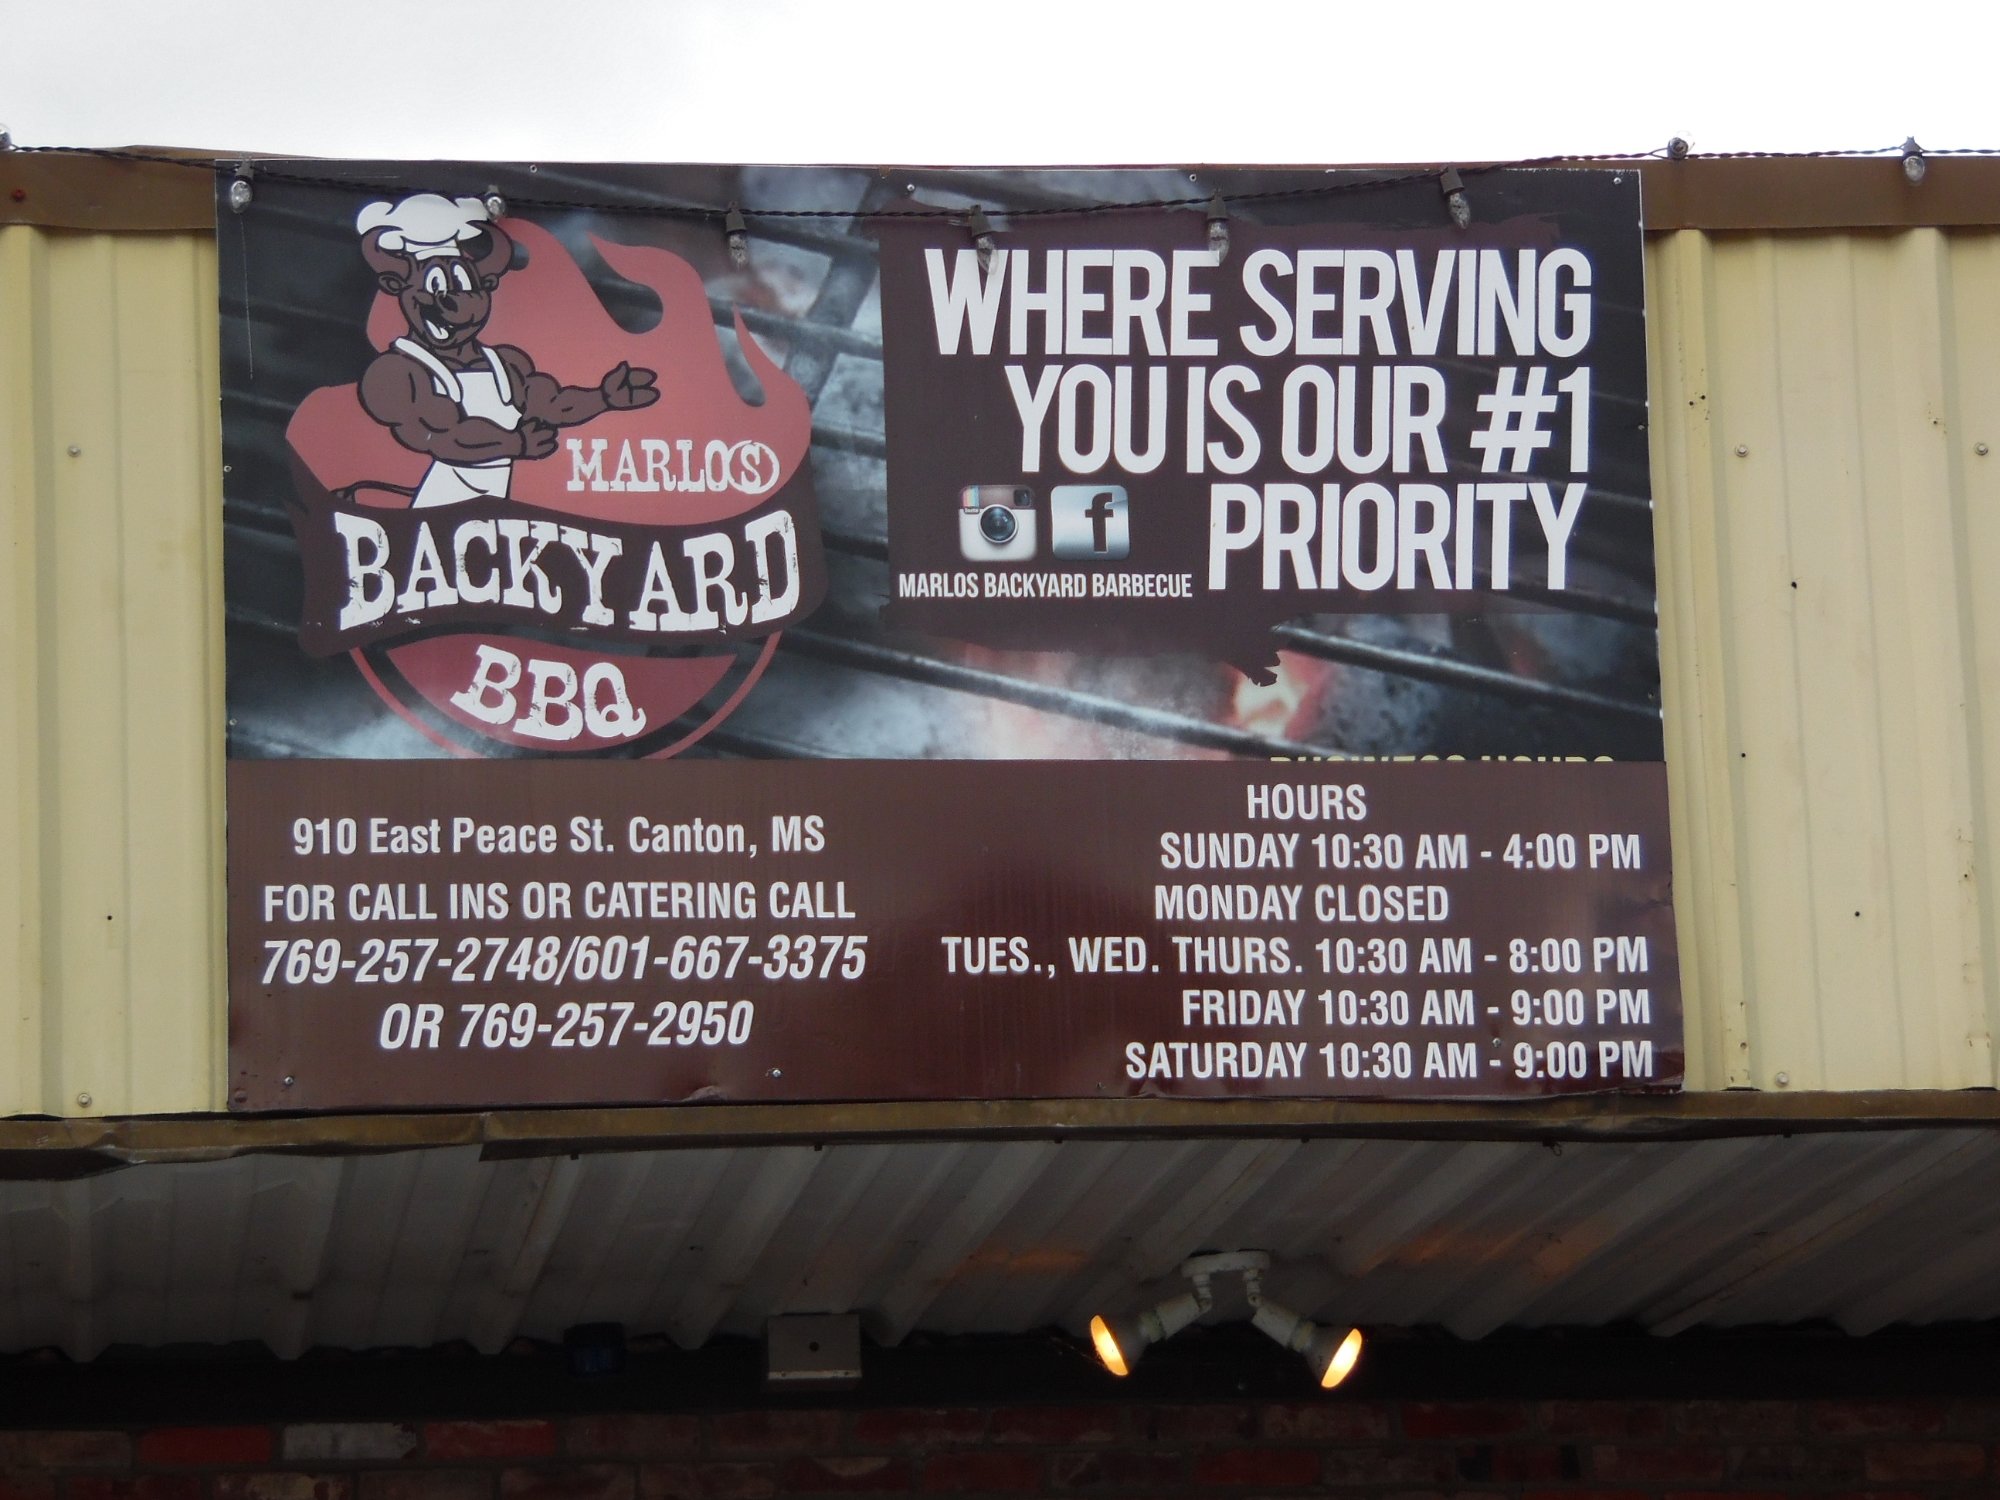 MARLO(S)
BACKYARD
BBQ
WHERE SERVING
YOU IS OUR #1
PRIORITY
MARLOS BACKYARD BARBECUE
910 East Peace St. Canton, MS
FOR CALL INS OR CATERING CALL
769-257-2748/601-667-3375
OR 769-257-2950
BUSINESS HOURS
HOURS
SUNDAY 10:30 AM - 4:00 PM
MONDAY CLOSED
TUES., WED. THURS. 10:30 AM - 8:00 PM
FRIDAY 10:30 AM - 9:00 PM
SATURDAY 10:30 AM - 9:00 PM